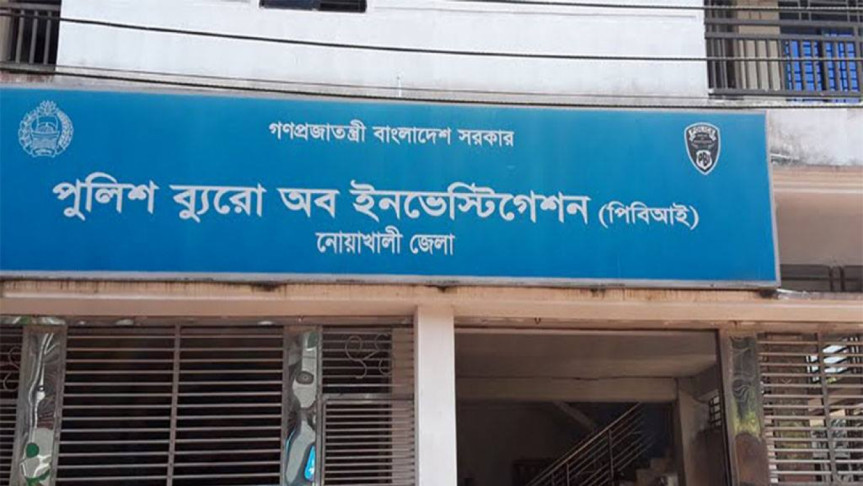 গণপ্রজাতন্ত্রী বাংলাদেশ সরকার
পুলিশ ব্যুরো অব ইনভেস্টিগেশন (পিবিআই)
নোয়াখালী জেলা